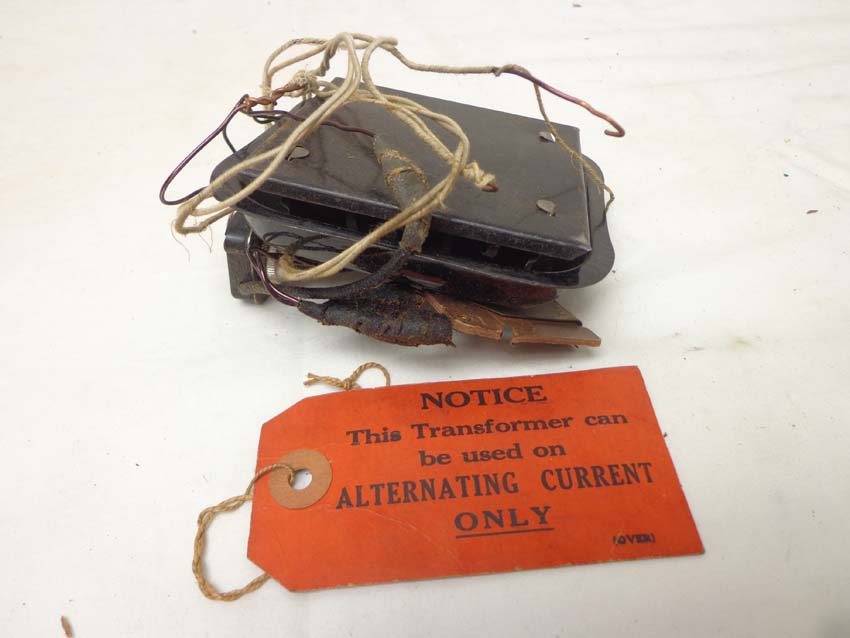 NOTICE
This Transformer can
be used on
ALTERNATING CURRENT
ONLY
(OVER)